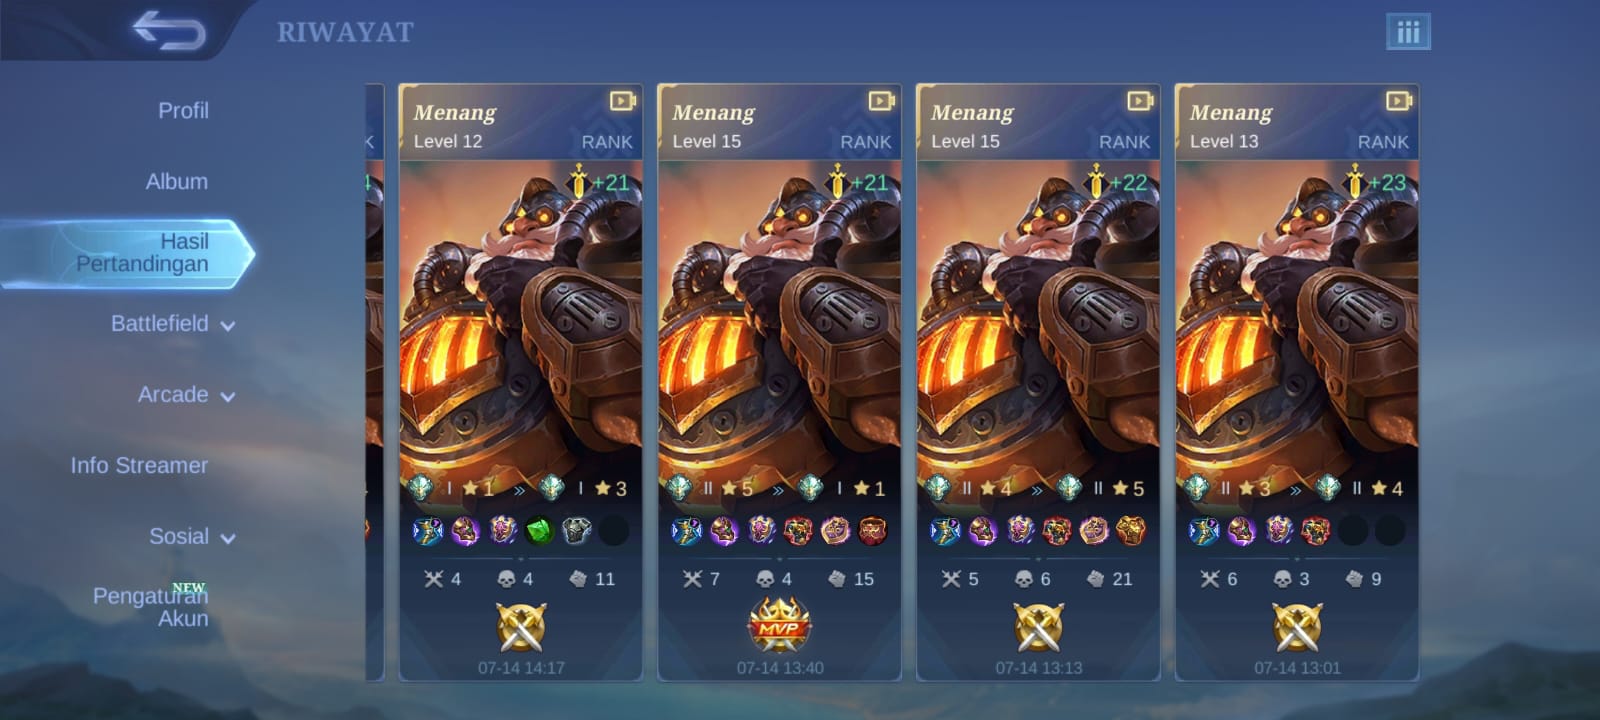 RIWAYAT
Profil
Album
Hasil
Pertandingan
Battlefield
Arcade
Info Streamer
Sosial
NEW
Pengaturan
Akun
K
4
Menang
Level 12 RANK
+21
I 1 » I 3
4 4 11
07-14 14:17
Menang
Level 15 RANK
+21
II 5 » I 1
7 4 15
MVP
07-14 13:40
Menang
Level 15 RANK
+22
II 4 » II 5
5 6 21
07-14 13:13
Menang
Level 13 RANK
+23
II 3 » II 4
6 3 9
07-14 13:01